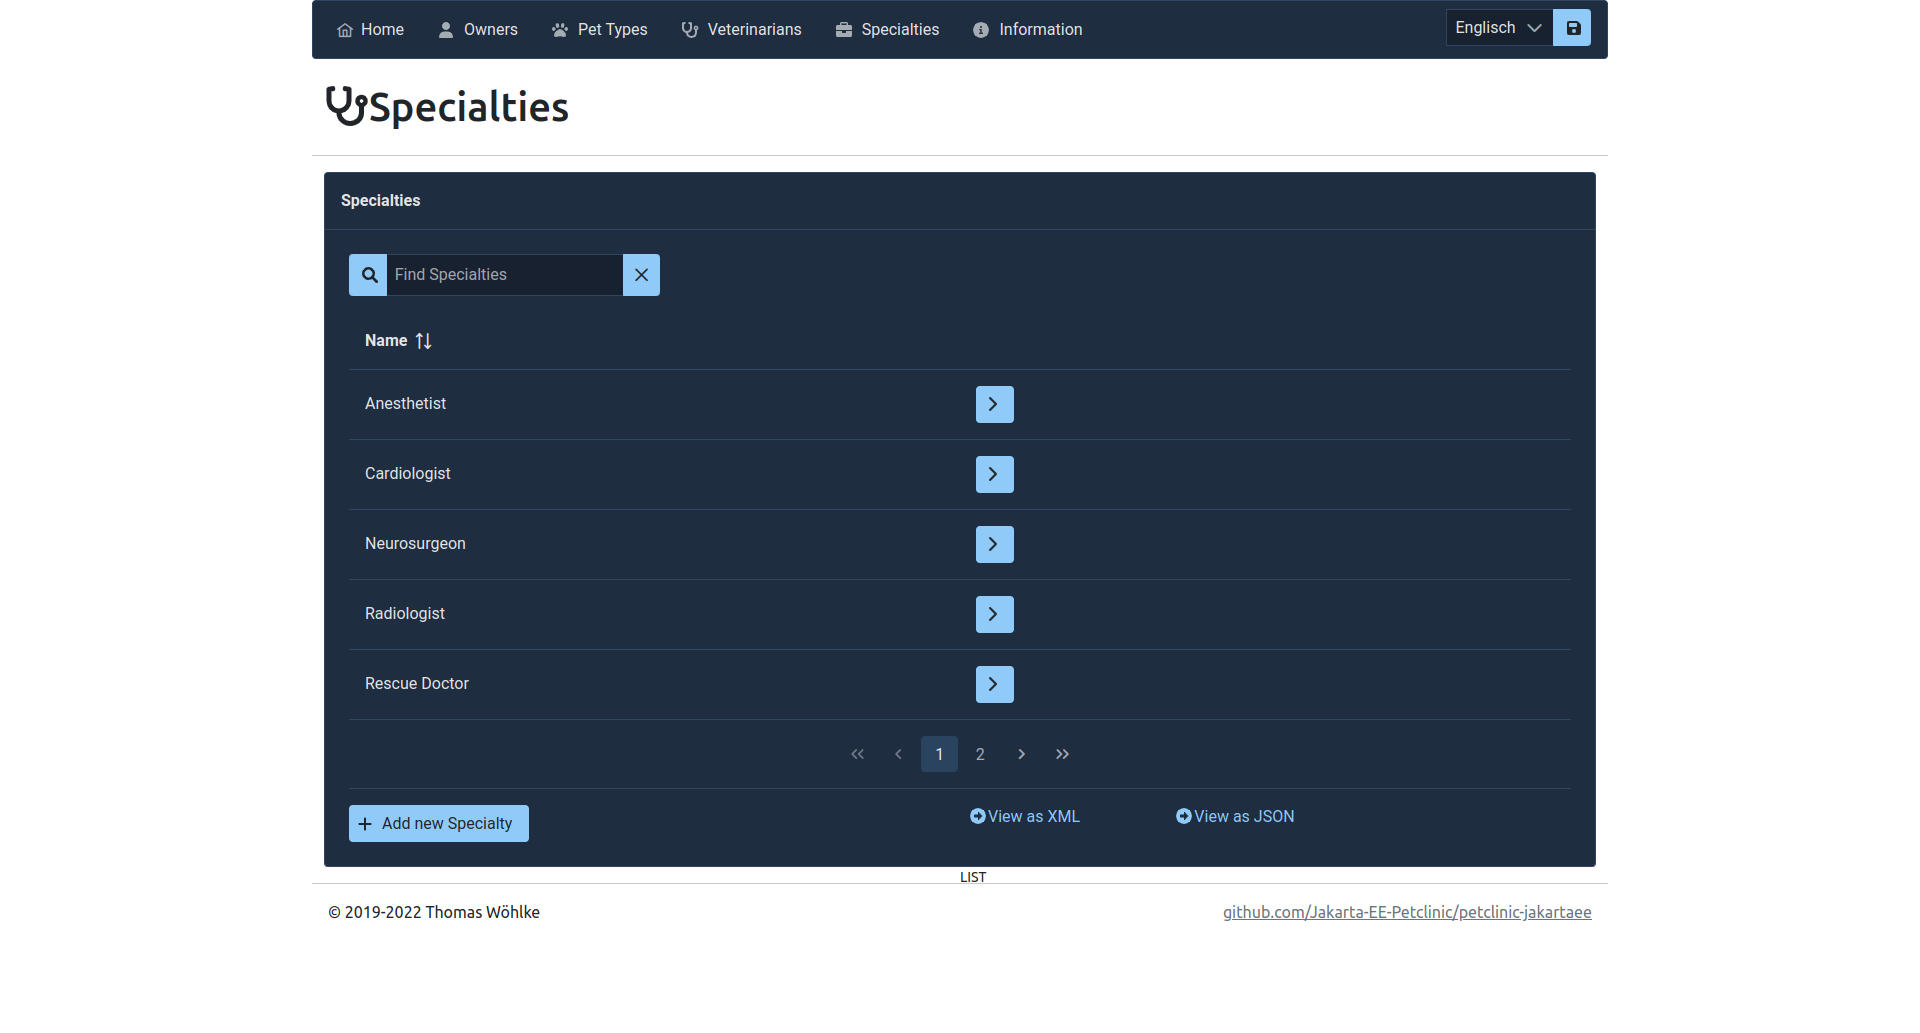 Home Owners Pet Types Veterinarians Specialties Information Englisch
Specialties
Specialties
Find Specialties
Name
Anesthetist
Cardiologist
Neurosurgeon
Radiologist
Rescue Doctor
1 2
Add new Specialty View as XML View as JSON
LIST
© 2019-2022 Thomas Wöhlke github.com/Jakarta-EE-Petclinic/petclinic-jakartaee